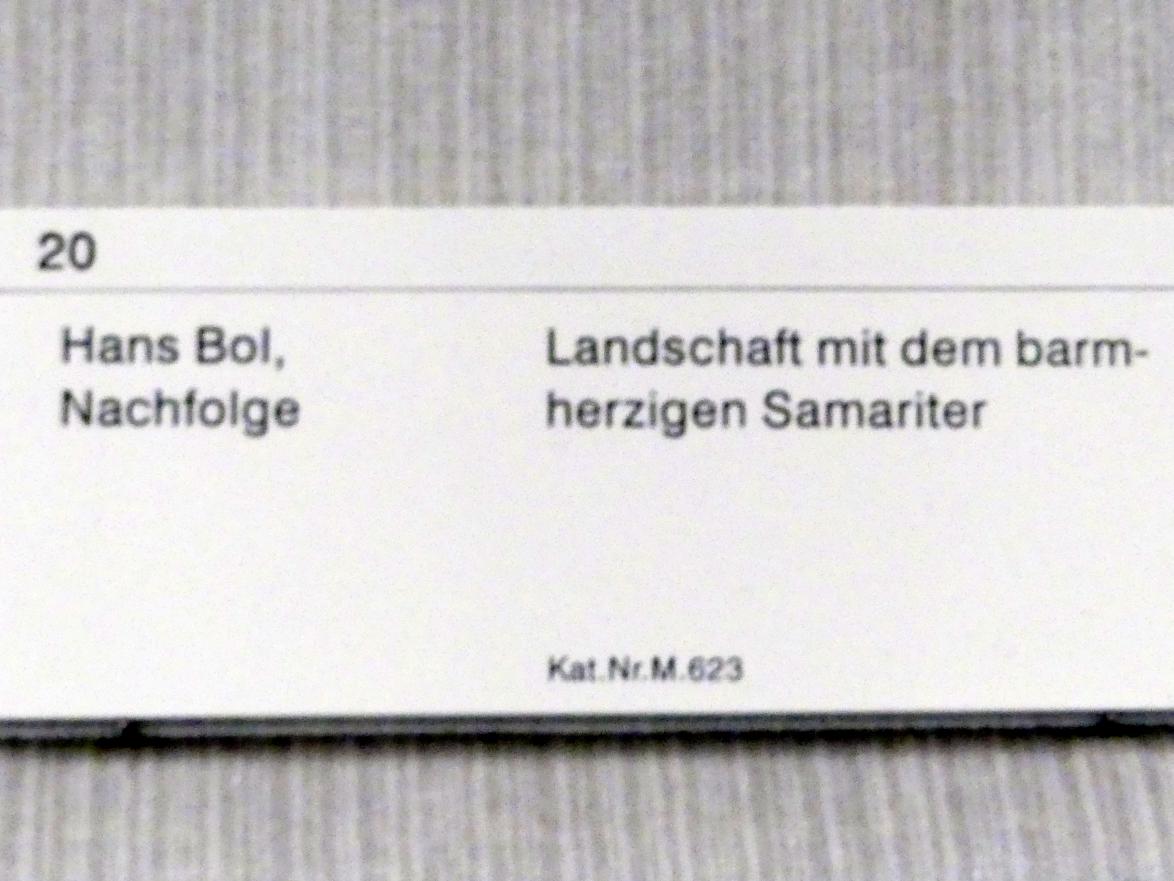 20
Hans Bol,
Nachfolge
Landschaft mit dem barm-
herzigen Samariter
Kat.Nr.M.623